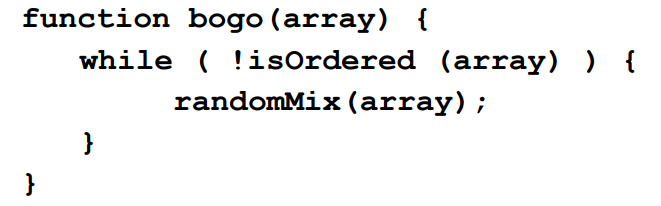 function bogo(array) {
while ( !isOrdered (array) ) {
randomMix(array);
}
}